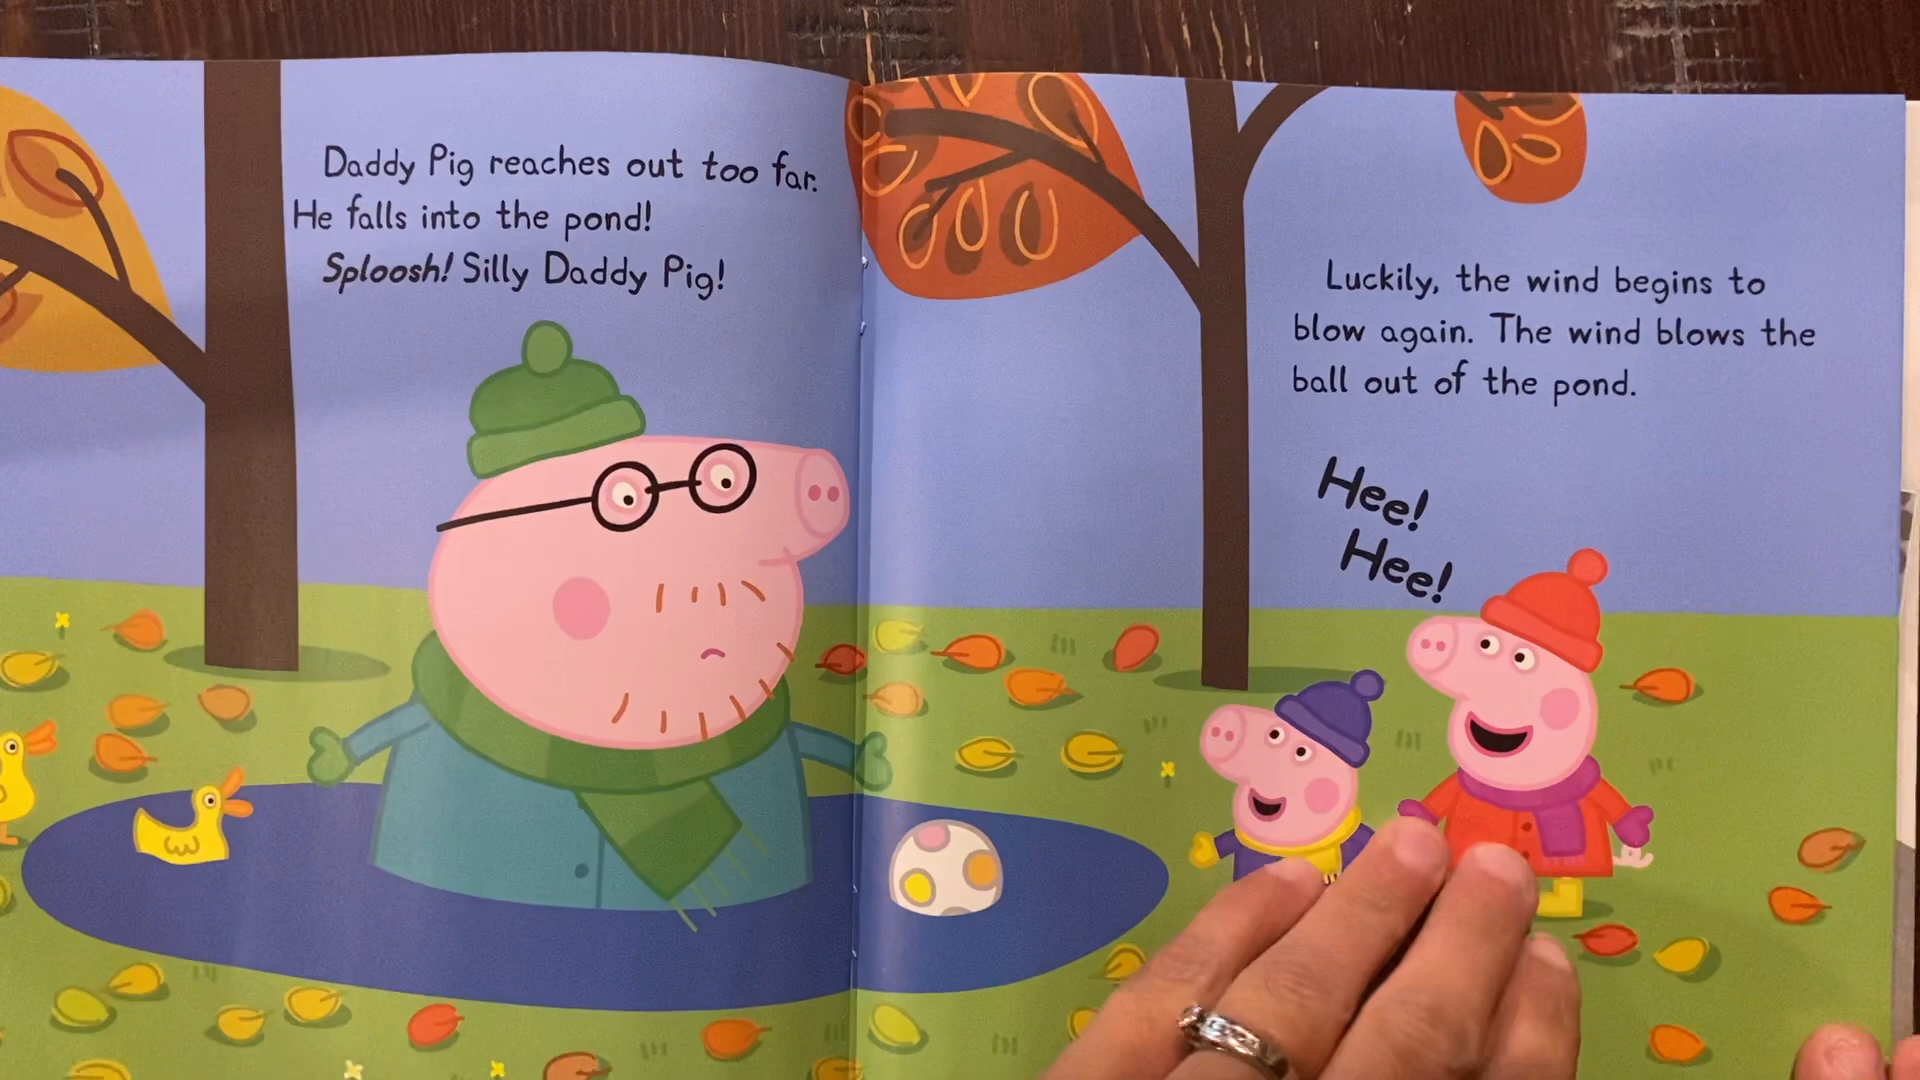 Daddy Pig reaches out too far.
He falls into the pond!
Sploosh! Silly Daddy Pig!
Luckily, the wind begins to
blow again. The wind blows the
ball out of the pond.
Hee!
Hee!